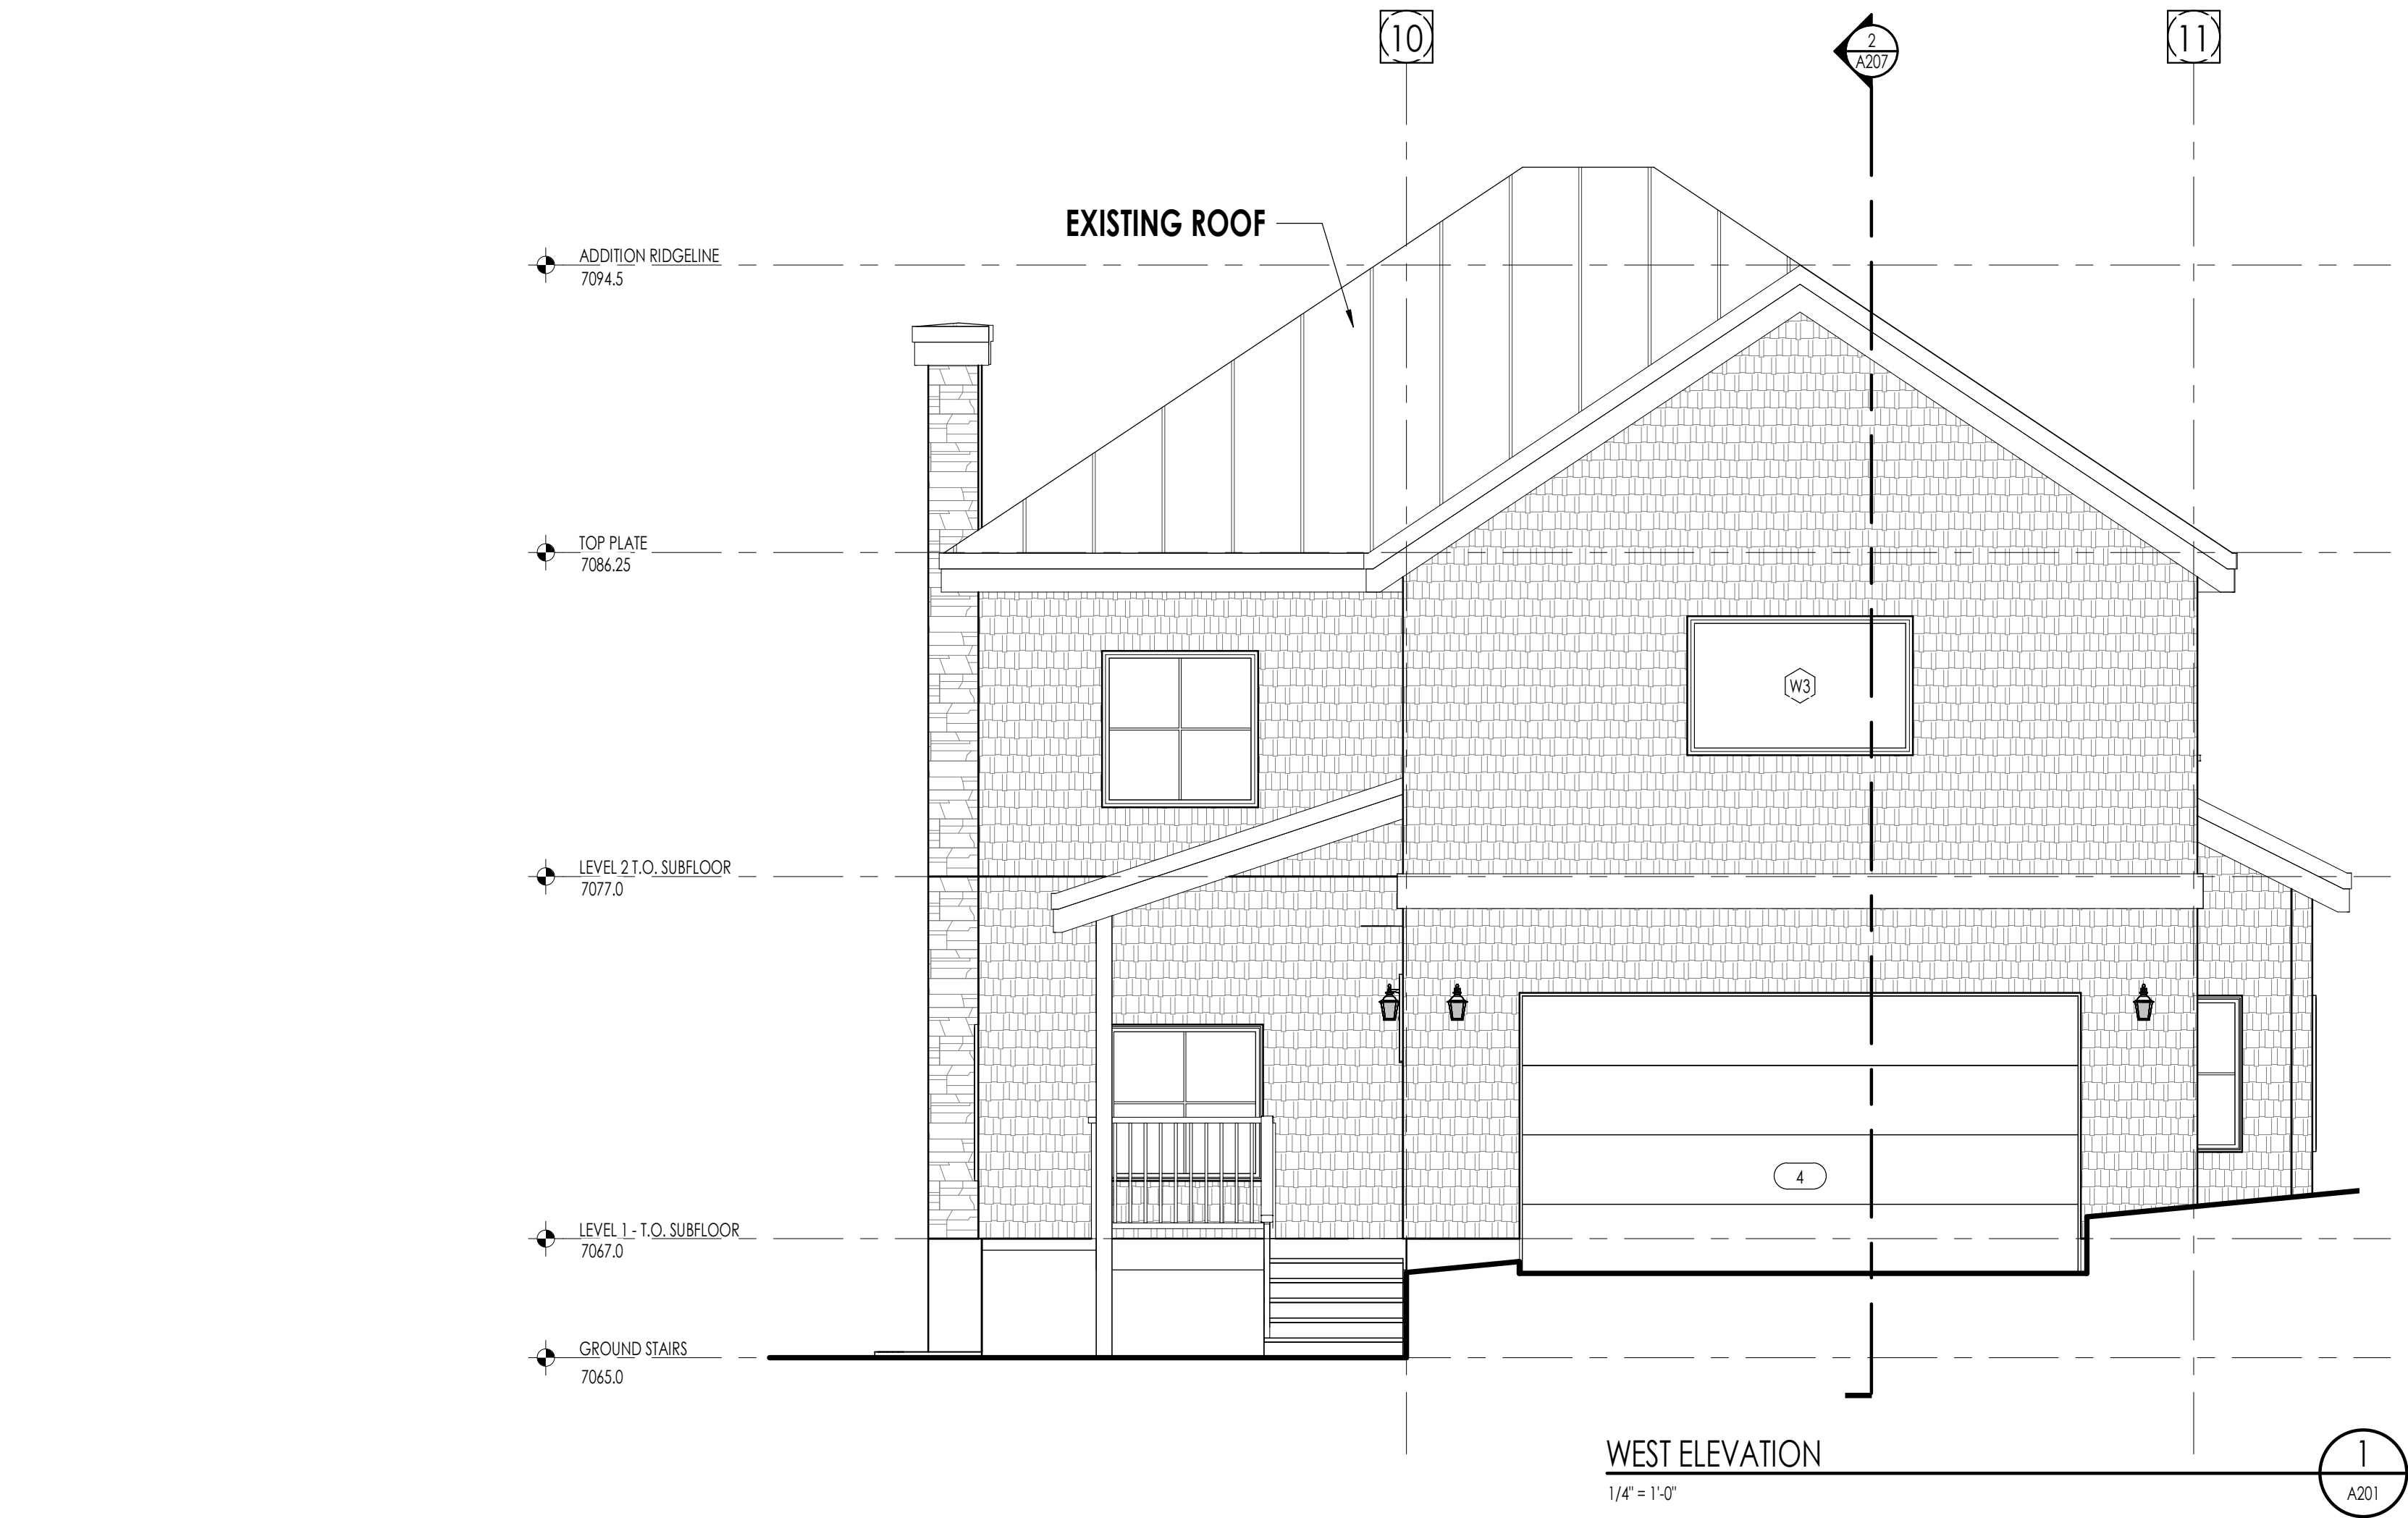 10
2
A207
11
EXISTING ROOF
ADDITION RIDGELINE
7094.5
TOP PLATE
7086.25
W3
LEVEL 2 T.O. SUBFLOOR
7077.0
4
LEVEL 1 - T.O. SUBFLOOR
7067.0
GROUND STAIRS
7065.0
WEST ELEVATION
1/4" = 1'-0"
1
A201